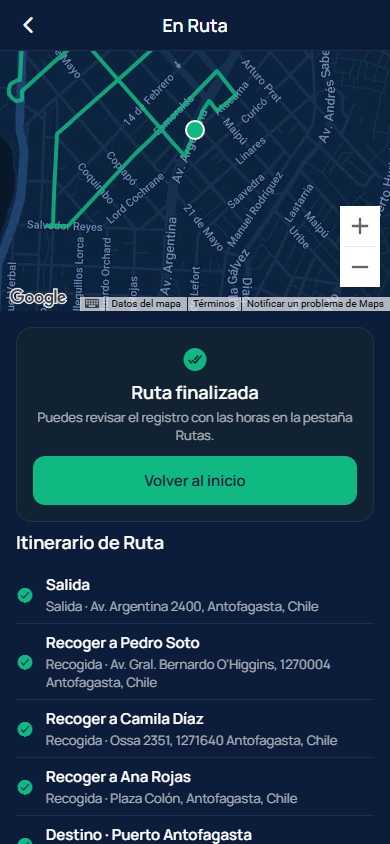 En Ruta
Mayo
14 de Febrero
Esmeralda
Arturo Prat
Atacama
Curicó
Maipú
Linares
Av. Andrés Sabe
Av. Argentina
Copiapó
Coquimbo
Lord Cochrane
Saavedra
Manuel Rodríguez
Lastarria
Maipú
Uribe
Salvador Reyes
21 de Mayo
Av. Argentina
Google
Datos del mapa
Términos
Notificar un problema de Maps
Ruta finalizada
Puedes revisar el registro con las horas en la pestaña
Rutas.
Volver al inicio
Itinerario de Ruta
Salida
Salida · Av. Argentina 2400, Antofagasta, Chile
Recoger a Pedro Soto
Recogida · Av. Gral. Bernardo O'Higgins, 1270004
Antofagasta, Chile
Recoger a Camila Díaz
Recogida · Ossa 2351, 1271640 Antofagasta, Chile
Recoger a Ana Rojas
Recogida · Plaza Colón, Antofagasta, Chile
Destino · Puerto Antofagasta